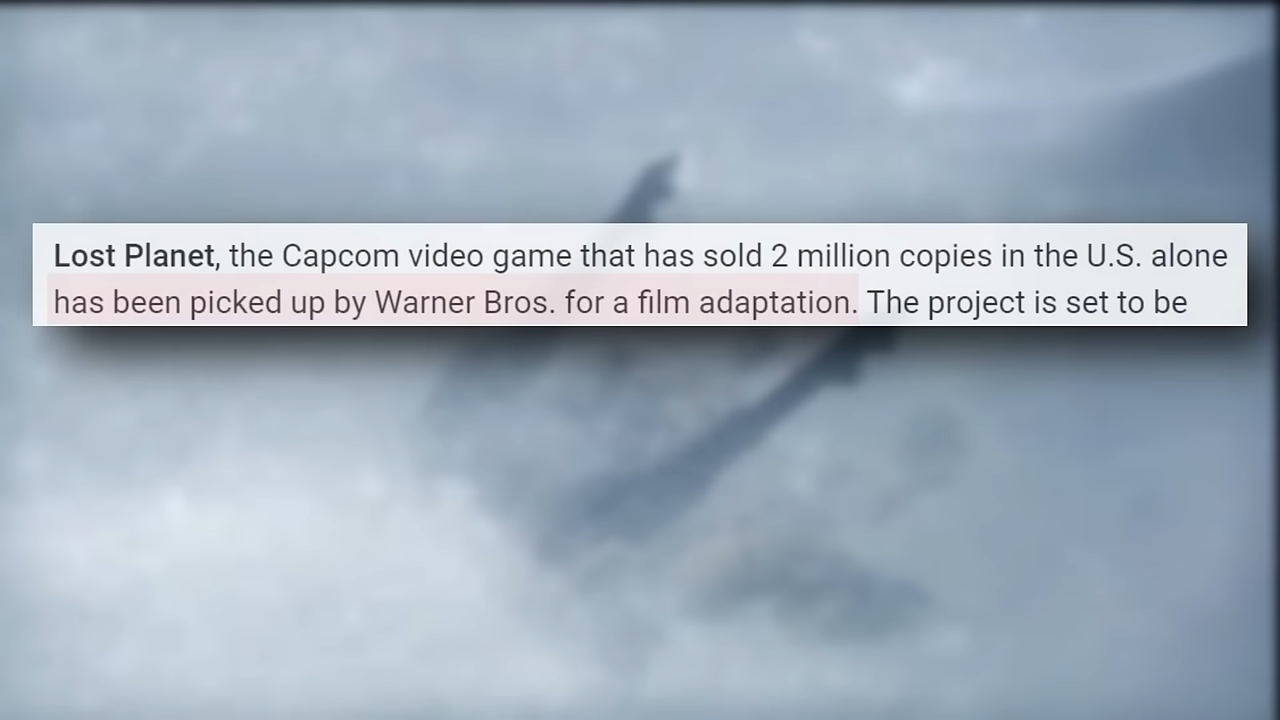 Lost Planet, the Capcom video game that has sold 2 million copies in the U.S. alone
has been picked up by Warner Bros. for a film adaptation. The project is set to be